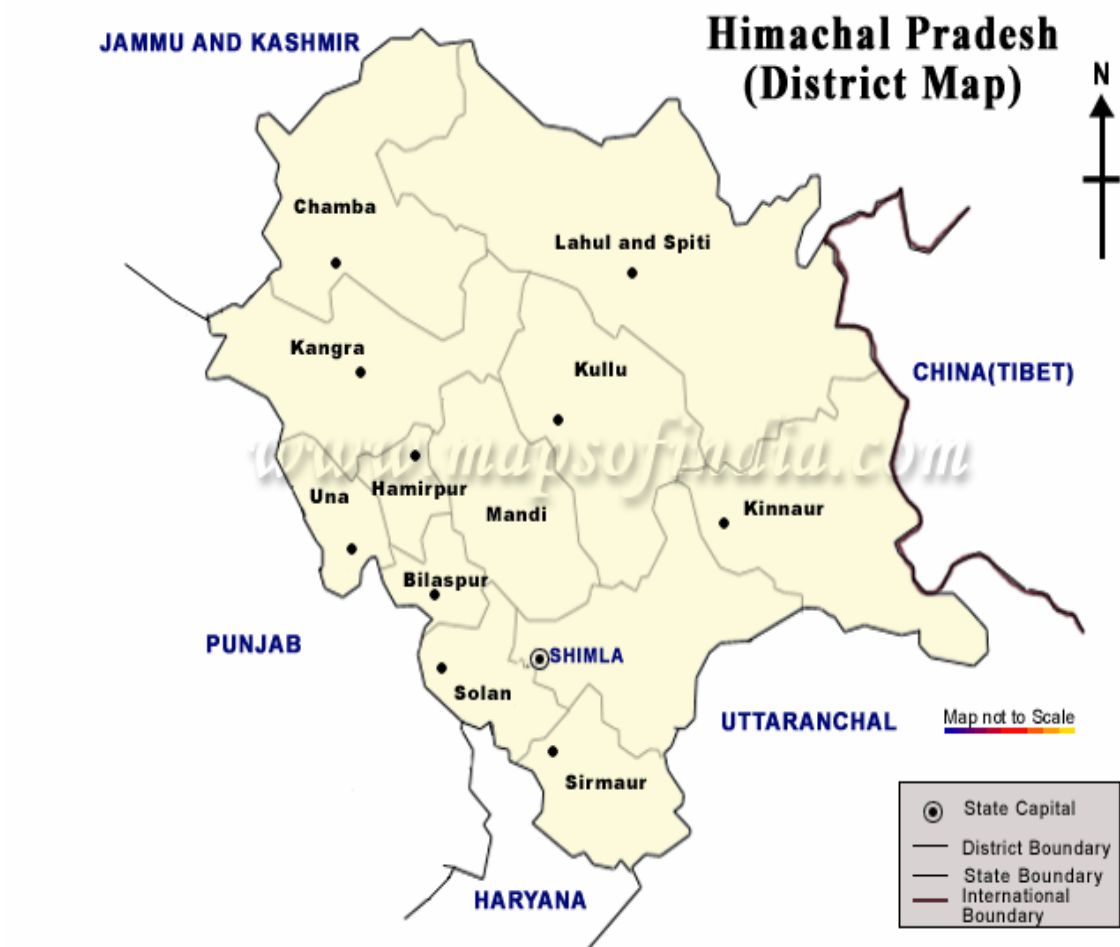 Himachal Pradesh
(District Map)
JAMMU AND KASHMIR
N
Chamba
Lahul and Spiti
Kangra
Kullu
CHINA(TIBET)
www.mapsofindia.com
Una
Hamirpur
Mandi
Kinnaur
Bilaspur
PUNJAB
SHIMLA
Solan
UTTARANCHAL
Map not to Scale
Sirmaur
HARYANA
State Capital
District Boundary
State Boundary
International
Boundary